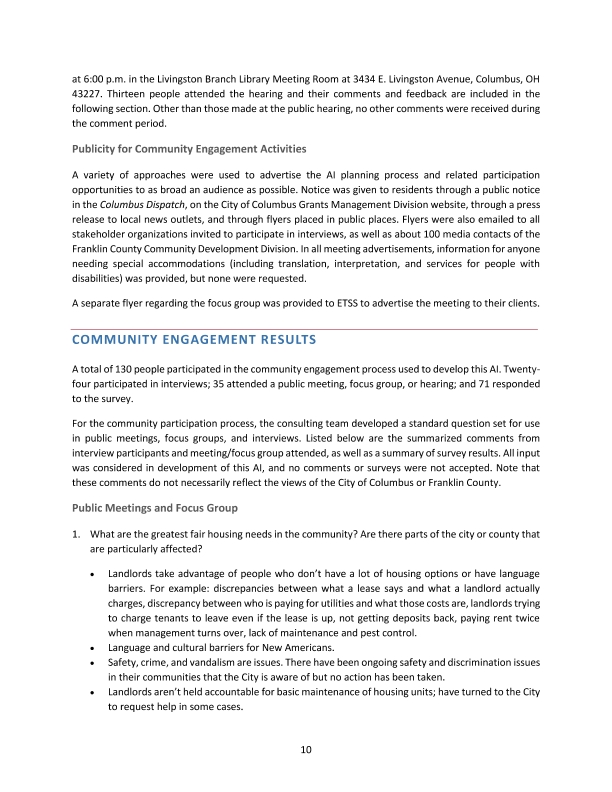 at 6:00 p.m. in the Livingston Branch Library Meeting Room at 3434 E. Livingston Avenue, Columbus, OH
43227. Thirteen people attended the hearing and their comments and feedback are included in the
following section. Other than those made at the public hearing, no other comments were received during
the comment period.
Publicity for Community Engagement Activities
A variety of approaches were used to advertise the AI planning process and related participation
opportunities to as broad an audience as possible. Notice was given to residents through a public notice
in the Columbus Dispatch, on the City of Columbus Grants Management Division website, through a press
release to local news outlets, and through flyers placed in public places. Flyers were also emailed to all
stakeholder organizations invited to participate in interviews, as well as about 100 media contacts of the
Franklin County Community Development Division. In all meeting advertisements, information for anyone
needing special accommodations (including translation, interpretation, and services for people with
disabilities) was provided, but none were requested.
A separate flyer regarding the focus group was provided to ETSS to advertise the meeting to their clients.
COMMUNITY ENGAGEMENT RESULTS
A total of 130 people participated in the community engagement process used to develop this AI. Twenty-
four participated in interviews; 35 attended a public meeting, focus group, or hearing; and 71 responded
to the survey.
For the community participation process, the consulting team developed a standard question set for use
in public meetings, focus groups, and interviews. Listed below are the summarized comments from
interview participants and meeting/focus group attended, as well as a summary of survey results. All input
was considered in development of this AI, and no comments or surveys were not accepted. Note that
these comments do not necessarily reflect the views of the City of Columbus or Franklin County.
Public Meetings and Focus Group
1. What are the greatest fair housing needs in the community? Are there parts of the city or county that
are particularly affected?
• Landlords take advantage of people who don’t have a lot of housing options or have language
barriers. For example: discrepancies between what a lease says and what a landlord actually
charges, discrepancy between who is paying for utilities and what those costs are, landlords trying
to charge tenants to leave even if the lease is up, not getting deposits back, paying rent twice
when management turns over, lack of maintenance and pest control.
• Language and cultural barriers for New Americans.
• Safety, crime, and vandalism are issues. There have been ongoing safety and discrimination issues
in their communities that the City is aware of but no action has been taken.
• Landlords aren’t held accountable for basic maintenance of housing units; have turned to the City
to request help in some cases.
10